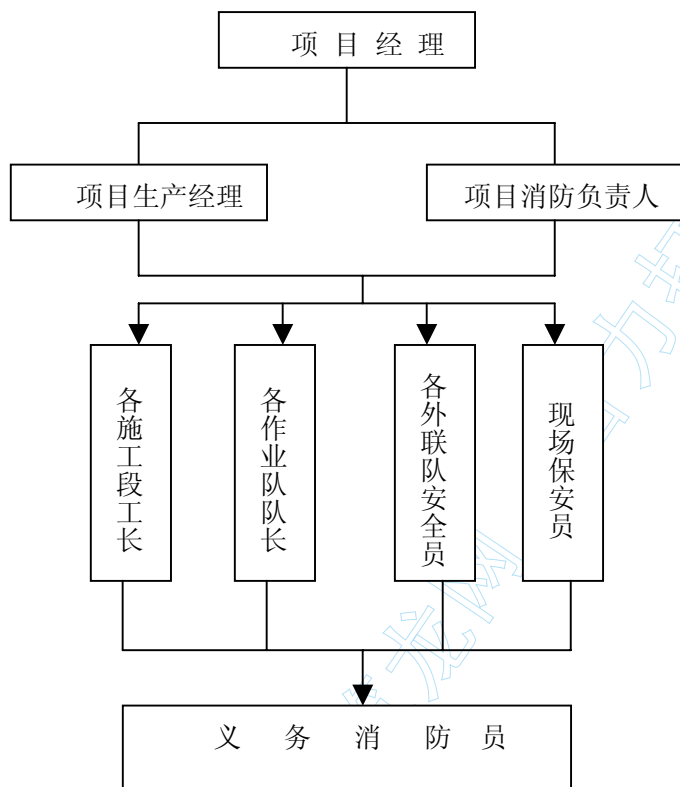 项目经理
项目生产经理
项目消防负责人
各施工段工长
各作业队队长
各外联队安全员
现场保安员
义务消防员
龙网